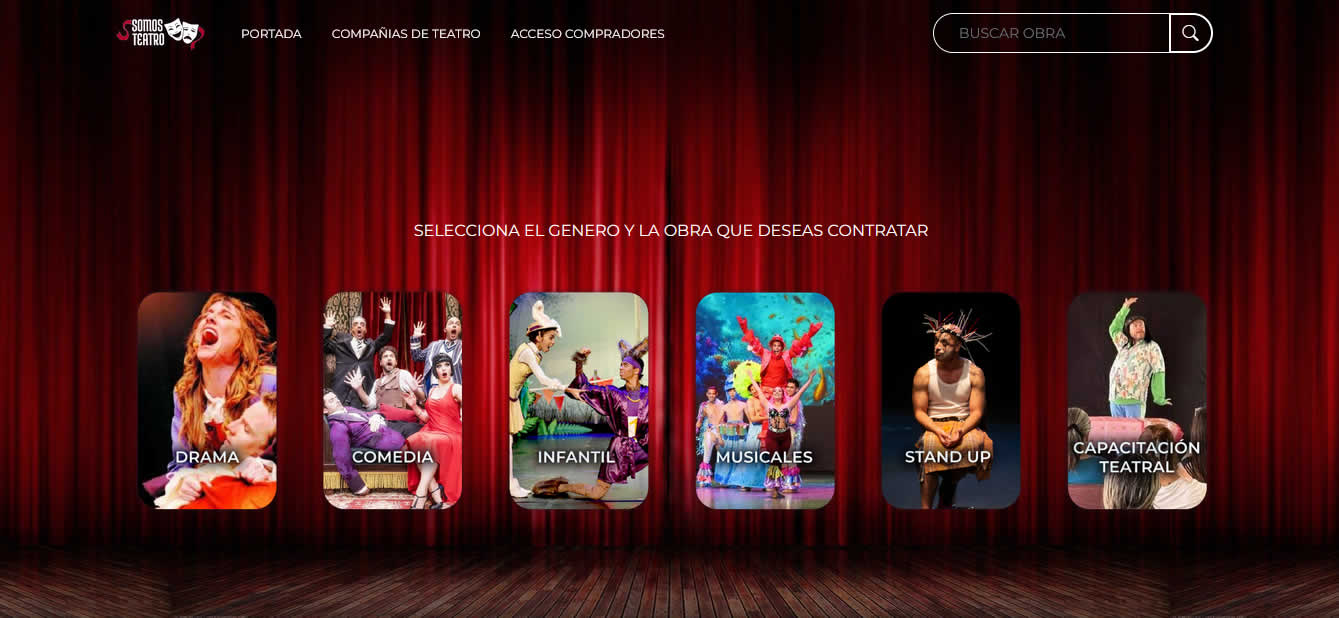 SOMOS
TEATRO
PORTADA
COMPAÑIAS DE TEATRO
ACCESO COMPRADORES
BUSCAR OBRA
SELECCIONA EL GENERO Y LA OBRA QUE DESEAS CONTRATAR
DRAMA
COMEDIA
INFANTIL
MUSICALES
STAND UP
CAPACITACIÓN
TEATRAL